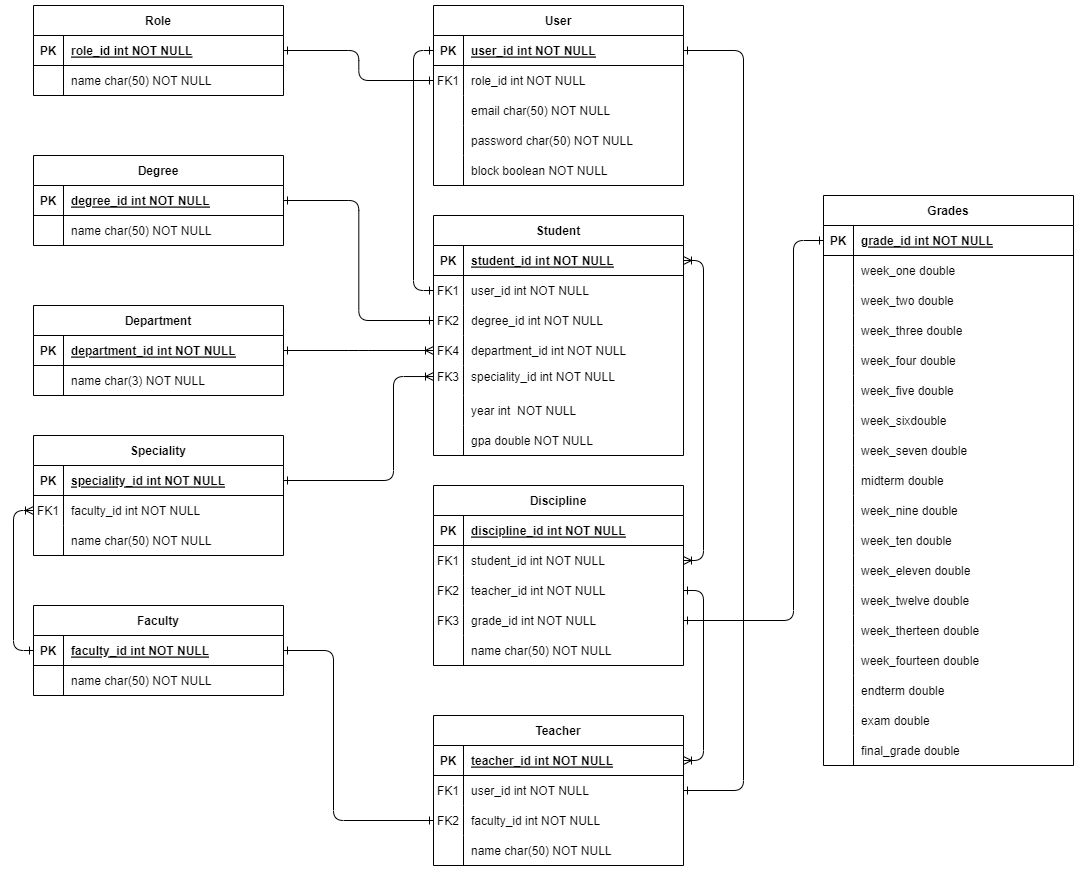 Role
PK role_id int NOT NULL
name char(50) NOT NULL
User
PK user_id int NOT NULL
FK1 role_id int NOT NULL
email char(50) NOT NULL
password char(50) NOT NULL
block boolean NOT NULL
Degree
PK degree_id int NOT NULL
name char(50) NOT NULL
Student
PK student_id int NOT NULL
FK1 user_id int NOT NULL
FK2 degree_id int NOT NULL
FK4 department_id int NOT NULL
FK3 speciality_id int NOT NULL
year int  NOT NULL
gpa double NOT NULL
Department
PK department_id int NOT NULL
name char(3) NOT NULL
Speciality
PK speciality_id int NOT NULL
FK1 faculty_id int NOT NULL
name char(50) NOT NULL
Discipline
PK discipline_id int NOT NULL
FK1 student_id int NOT NULL
FK2 teacher_id int NOT NULL
FK3 grade_id int NOT NULL
name char(50) NOT NULL
Faculty
PK faculty_id int NOT NULL
name char(50) NOT NULL
Teacher
PK teacher_id int NOT NULL
FK1 user_id int NOT NULL
FK2 faculty_id int NOT NULL
name char(50) NOT NULL
Grades
PK grade_id int NOT NULL
week_one double
week_two double
week_three double
week_four double
week_five double
week_sixdouble
week_seven double
midterm double
week_nine double
week_ten double
week_eleven double
week_twelve double
week_therteen double
week_fourteen double
endterm double
exam double
final_grade double